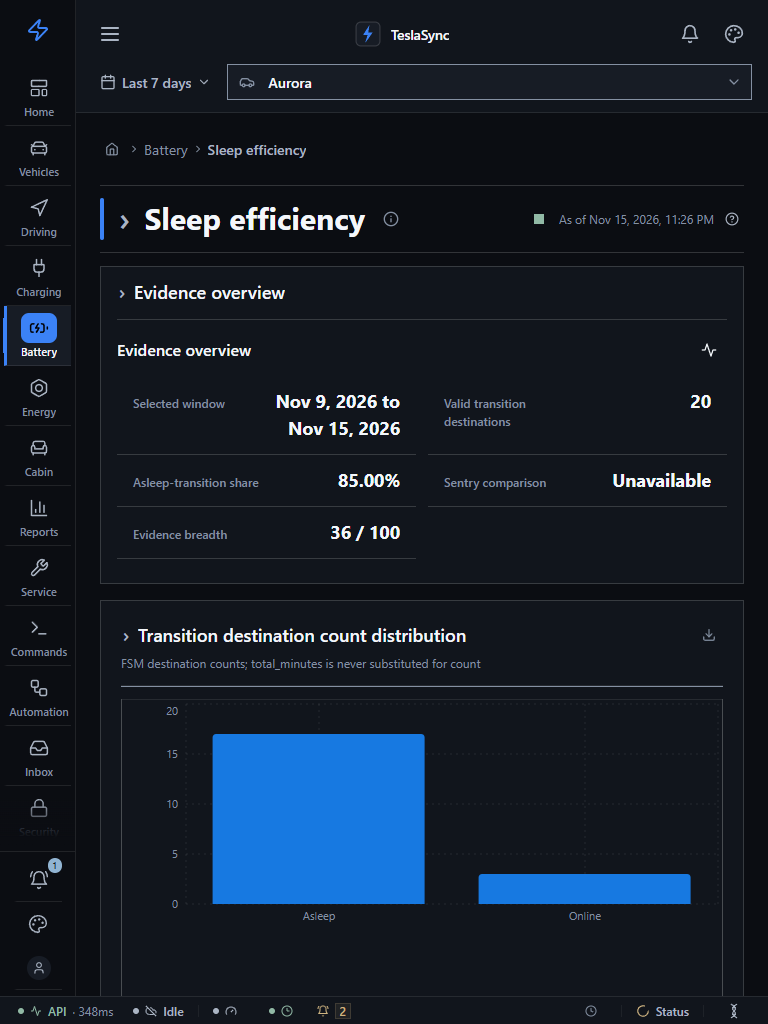 TeslaSync
Last 7 days
Aurora
Home
Vehicles
Driving
Charging
Battery
Energy
Cabin
Reports
Service
Commands
Automation
Inbox
Security
1
Battery
Sleep efficiency
Sleep efficiency
As of Nov 15, 2026, 11:26 PM
Evidence overview
Evidence overview
Selected window
Nov 9, 2026 to
Nov 15, 2026
Valid transition
destinations
20
Asleep-transition share
85.00%
Sentry comparison
Unavailable
Evidence breadth
36 / 100
Transition destination count distribution
FSM destination counts; total_minutes is never substituted for count
20
15
10
5
0
Asleep
Online
API · 348ms
Idle
2
Status